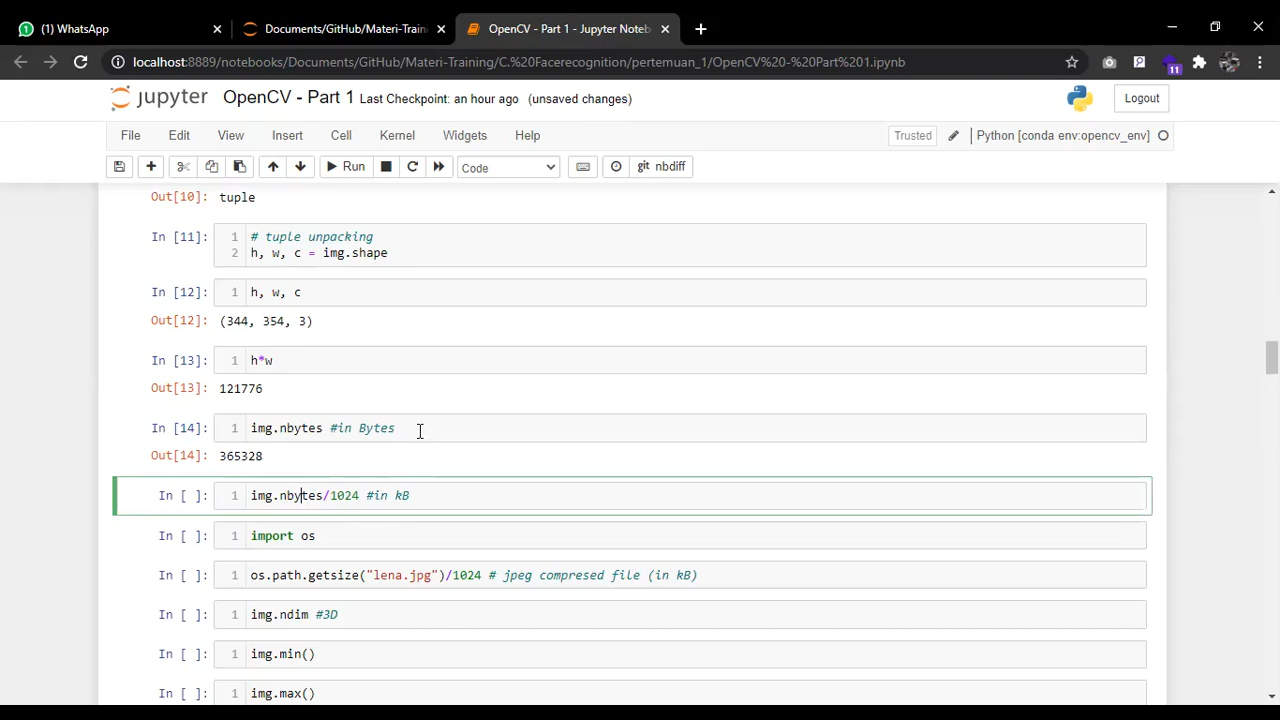 (1) WhatsApp
Documents/GitHub/Materi-Train
OpenCV - Part 1 - Jupyter Noteb
localhost:8889/notebooks/Documents/GitHub/Materi-Training/C.%20Facerecognition/pertemuan_1/OpenCV%20-%20Part%201.ipynb
11
jupyter OpenCV - Part 1 Last Checkpoint: an hour ago (unsaved changes)
Logout
File Edit View Insert Cell Kernel Widgets Help
Trusted
Python [conda env:opencv_env]
Run
Code
git nbdiff
Out[10]: tuple
In [11]: 1 # tuple unpacking
2 h, w, c = img.shape
In [12]: 1 h, w, c
Out[12]: (344, 354, 3)
In [13]: 1 h*w
Out[13]: 121776
In [14]: 1 img.nbytes #in Bytes
Out[14]: 365328
In [ ]: 1 img.nbytes/1024 #in kB
In [ ]: 1 import os
In [ ]: 1 os.path.getsize("lena.jpg")/1024 # jpeg compresed file (in kB)
In [ ]: 1 img.ndim #3D
In [ ]: 1 img.min()
In [ ]: 1 img.max()